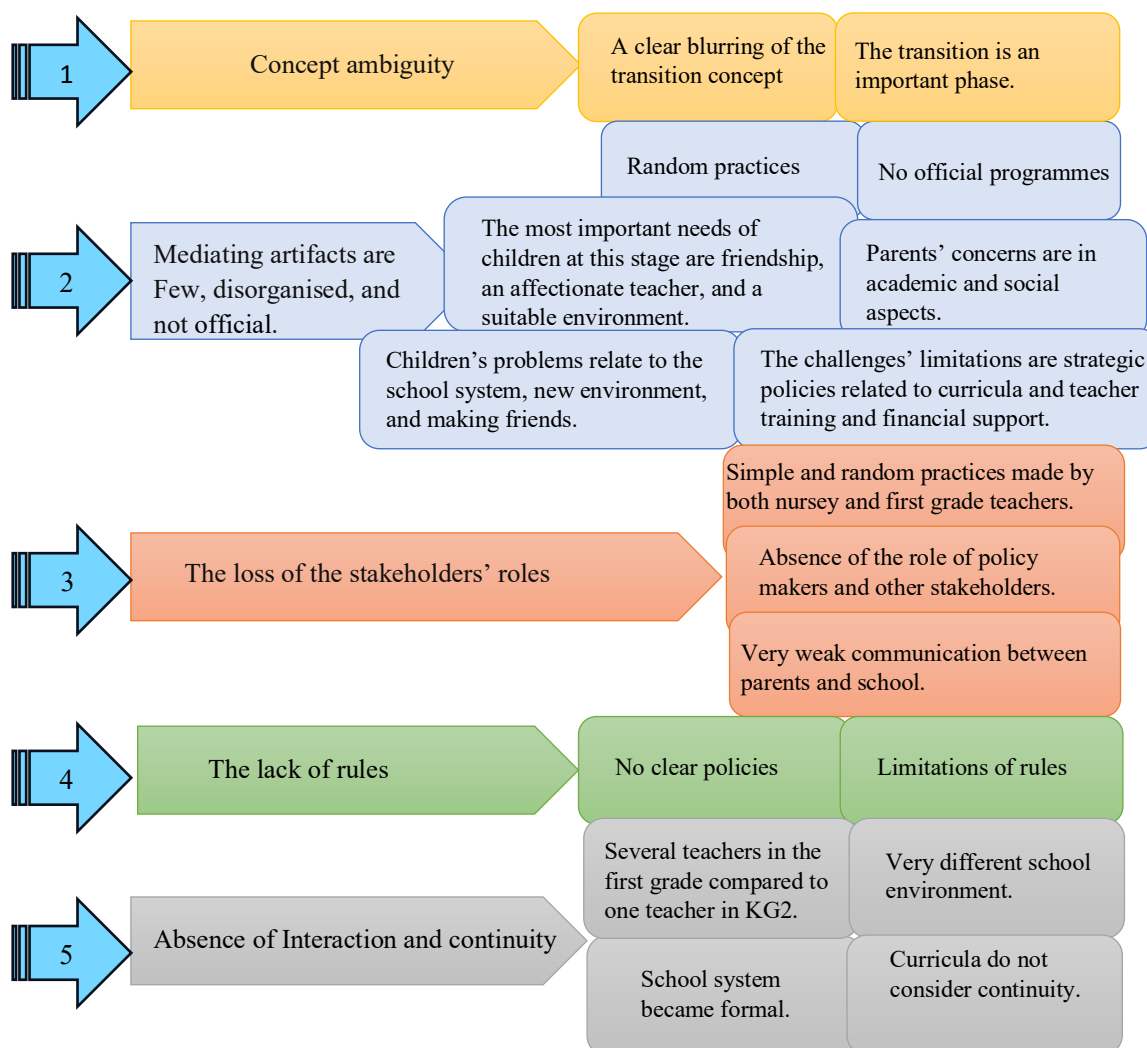 1
Concept ambiguity
A clear blurring of the
transition concept
The transition is an
important phase.
2
Mediating artifacts are
Few, disorganised, and
not official.
Random practices
No official programmes
The most important needs of
children at this stage are friendship,
an affectionate teacher, and a
suitable environment.
Parents’ concerns are in
academic and social
aspects.
Children’s problems relate to the
school system, new environment,
and making friends.
The challenges’ limitations are strategic
policies related to curricula and teacher
training and financial support.
3
The loss of the stakeholders’ roles
Simple and random practices made by
both nursey and first grade teachers.
Absence of the role of policy
makers and other stakeholders.
Very weak communication between
parents and school.
4
The lack of rules
No clear policies
Limitations of rules
5
Absence of Interaction and continuity
Several teachers in the
first grade compared to
one teacher in KG2.
Very different school
environment.
School system
became formal.
Curricula do not
consider continuity.